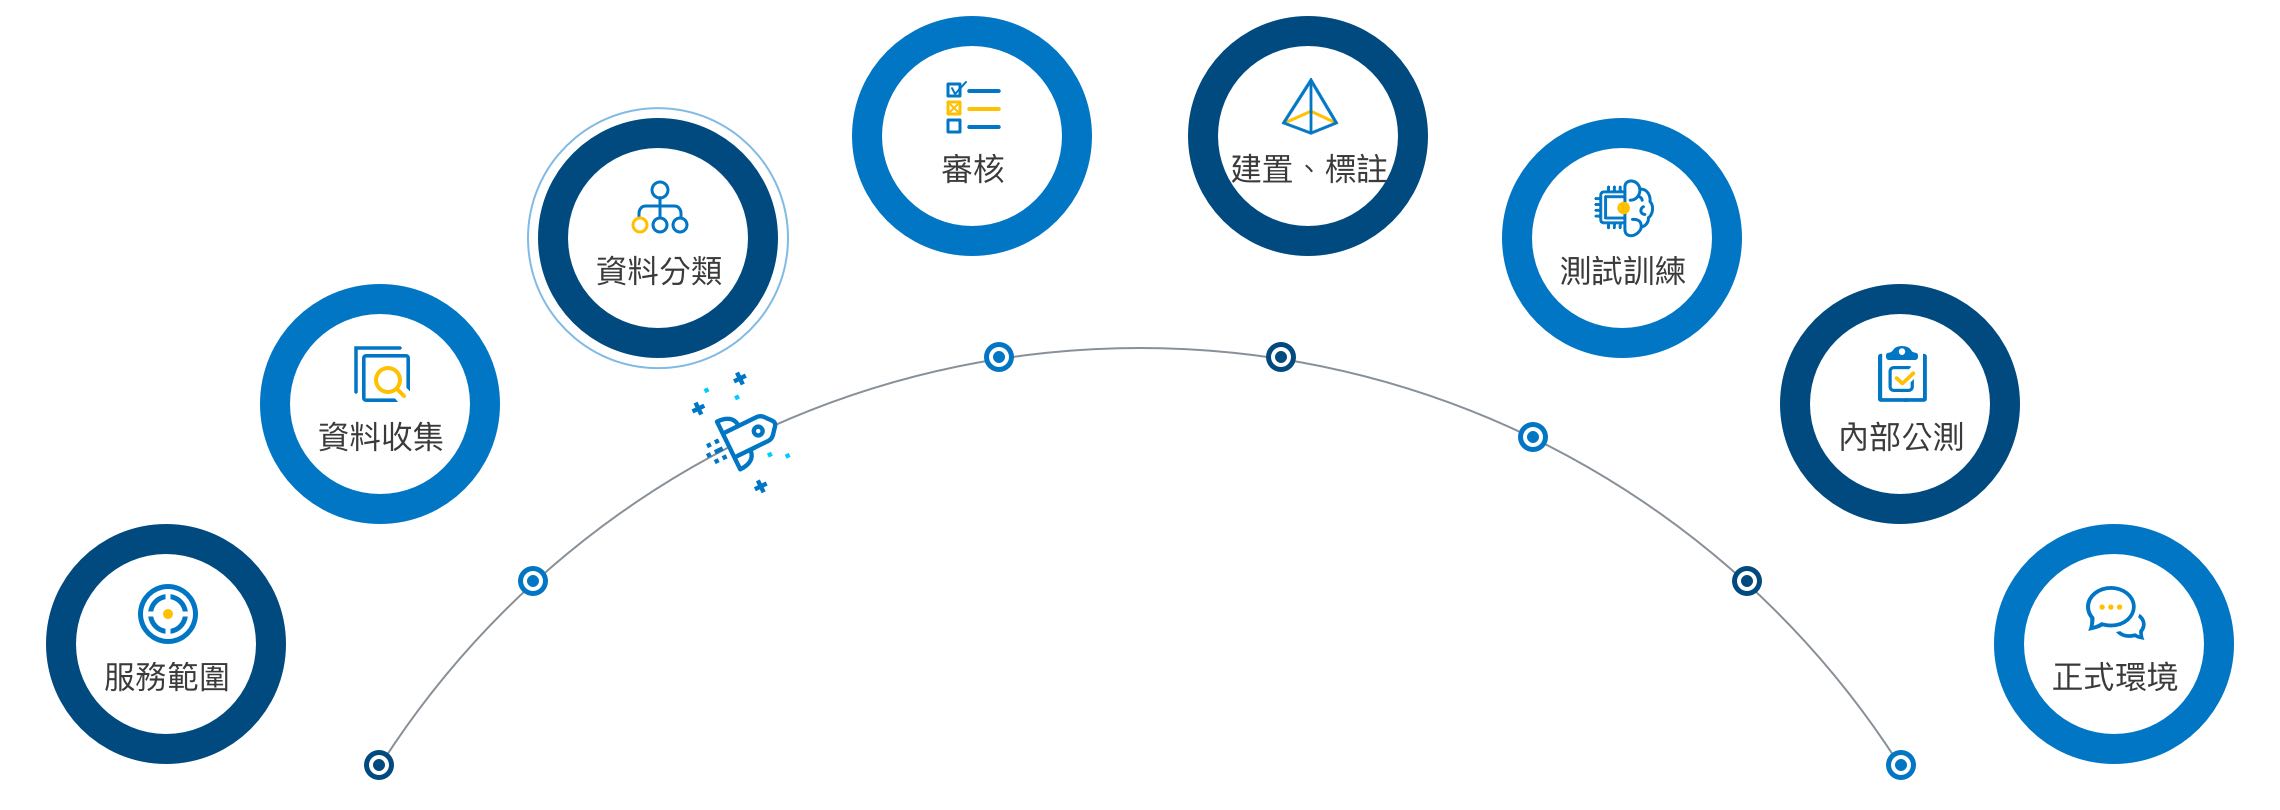 服務範圍
資料收集
資料分類
審核
建置、標註
測試訓練
內部公測
正式環境